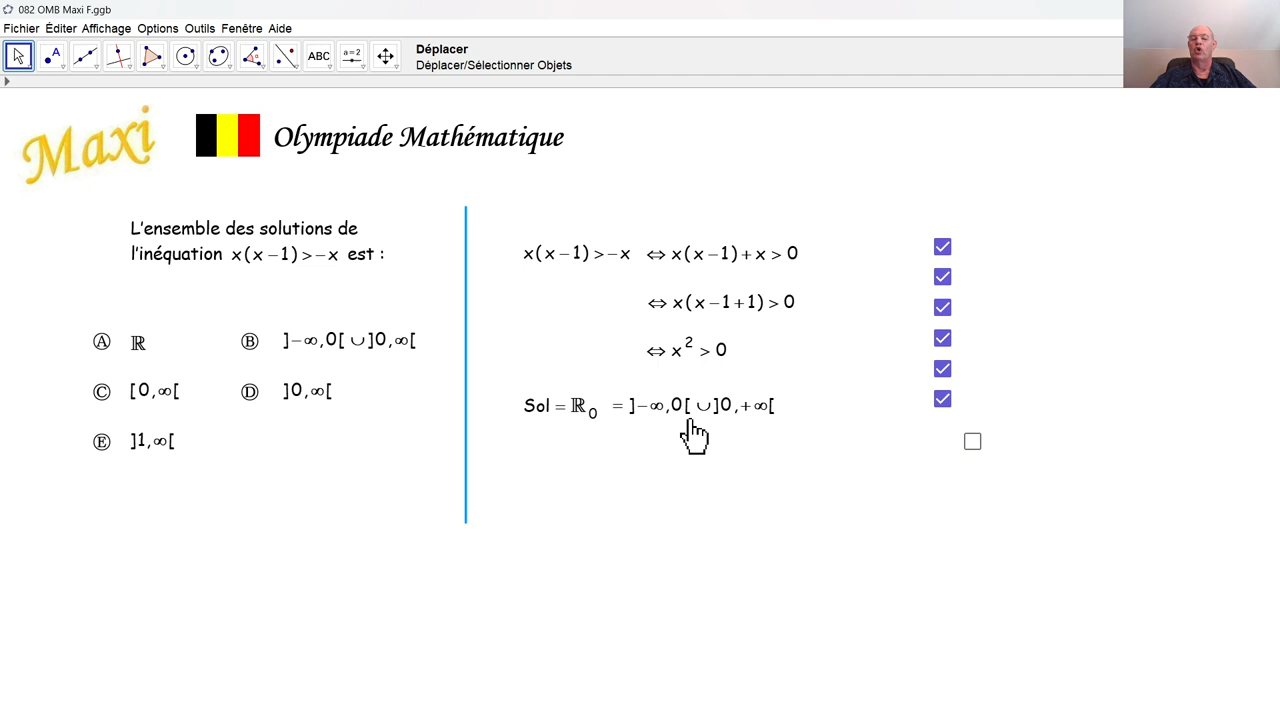 082 OMB Maxi F.ggb
Fichier Éditer Affichage Options Outils Fenêtre Aide
A ABC a=2
Déplacer
Déplacer/Sélectionner Objets
Maxi
Olympiade Mathématique
L'ensemble des solutions de
l'inéquation x(x−1)>−x est :
Ⓐ ℝ Ⓑ ]−∞,0[ ∪]0,∞[
Ⓒ [0,∞[ Ⓓ ]0,∞[
Ⓔ ]1,∞[
x(x−1)>−x ⇔ x(x−1)+x>0
⇔ x(x−1+1)>0
⇔ x² >0
Sol = ℝ₀ = ]−∞,0[ ∪]0,+∞[